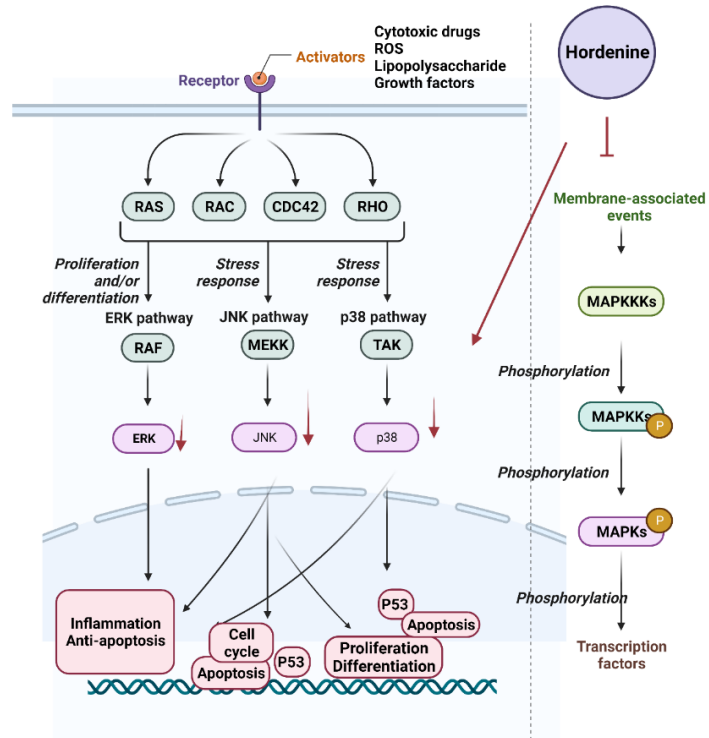 Cytotoxic drugs
ROS
Lipopolysaccharide
Growth factors
Activators
Receptor
RAS
RAC
CDC42
RHO
Proliferation
and/or
differentiation
Stress
response
Stress
response
ERK pathway
JNK pathway
p38 pathway
RAF
MEKK
TAK
ERK
JNK
p38
Inflammation
Anti-apoptosis
Cell
cycle
Apoptosis
P53
P53
Apoptosis
Proliferation
Differentiation
Hordenine
Membrane-associated
events
MAPKKKs
Phosphorylation
MAPKKs
P
Phosphorylation
P
MAPKs
Phosphorylation
Transcription
factors